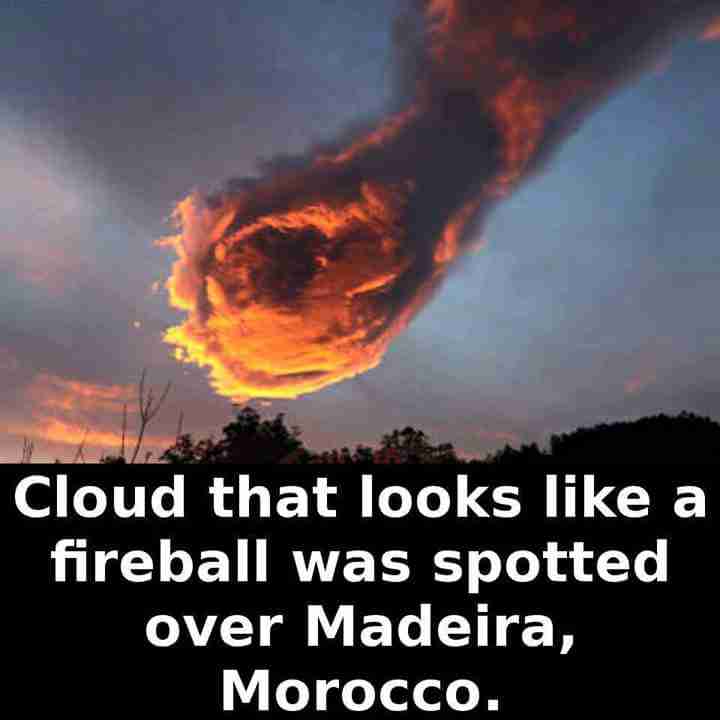 Cloud that looks like a
fireball was spotted
over Madeira,
Morocco.